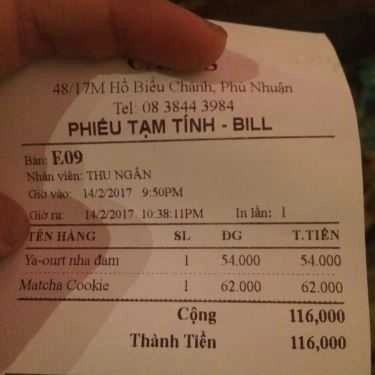 48/17M Hồ Biểu Chánh, Phú Nhuận
Tel: 08 3844 3984
PHIẾU TẠM TÍNH - BILL
Bàn: F.09
Nhân viên: THU NGÂN
Giờ vào: 14/2/2017 9:50PM
Giờ ra: 14/2/2017 10:38:11PM In lần: 1
TÊN HÀNG SL ĐG T.TIỀN
Ya-ourt nha đam 1 54.000 54.000
Matcha Cookie 1 62.000 62.000
Cộng 116,000
Thành Tiền 116,000